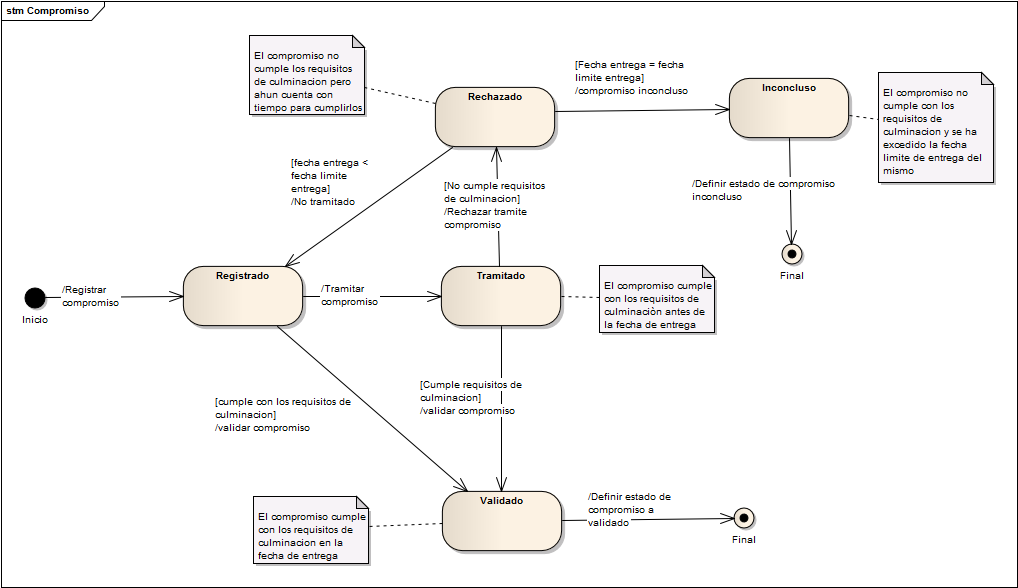 stm Compromiso
El compromiso no
cumple los requisitos
de culminacion pero
ahun cuenta con
tiempo para cumplirlos
Rechazado
[Fecha entrega = fecha
limite entrega]
/compromiso inconcluso
Inconcluso
El compromiso no
cumple con los
requisitos de
culminacion y se ha
excedido la fecha
limite de entrega del
mismo
[fecha entrega <
fecha limite
entrega]
/No tramitado
[No cumple requisitos
de culminacion]
/Rechazar tramite
compromiso
/Definir estado de compromiso
inconcluso
Final
Inicio
/Registrar
compromiso
Registrado
/Tramitar
compromiso
Tramitado
El compromiso cumple
con los requisitos de
culminaciòn antes de
la fecha de entrega
[cumple con los requisitos de
culminacion]
/validar compromiso
[Cumple requisitos de
culminacion]
/validar compromiso
El compromiso cumple
con los requisitos de
culminacion en la
fecha de entrega
Validado
/Definir estado de
compromiso a
validado
Final